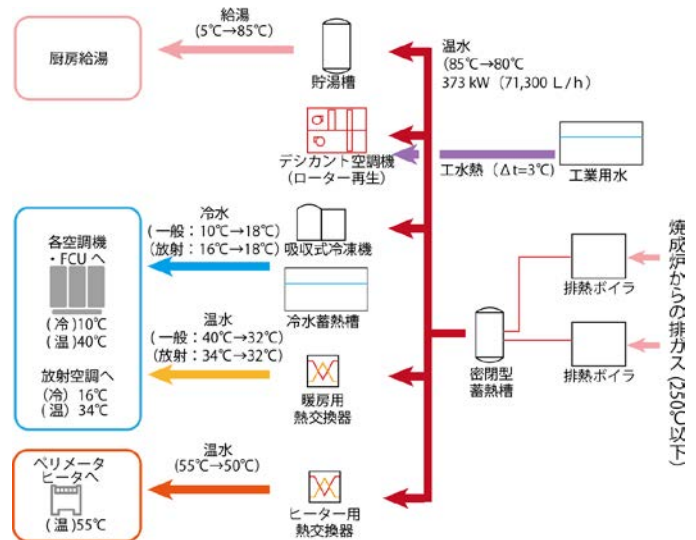 給湯
(5℃→85℃)
厨房給湯
貯湯槽
温水
(85℃→80℃
373 kW (71,300 L/h)
デシカント空調機
(ローター再生)
工水熱 (Δt=3℃)
工業用水
冷水
(一般：10℃→18℃)
(放射：16℃→18℃)
吸収式冷凍機
各空調機
・FCU へ
(冷)10℃
(温)40℃
冷水蓄熱槽
温水
(一般：40℃→32℃)
(放射：34℃→32℃)
放射空調へ
(冷) 16℃
(温) 34℃
暖房用
熱交換器
密閉型
蓄熱槽
排熱ボイラ
排熱ボイラ
焼成炉からの排ガス(250℃以下)
温水
(55℃→50℃)
ペリメータ
ヒータへ
(温)55℃
ヒーター用
熱交換器